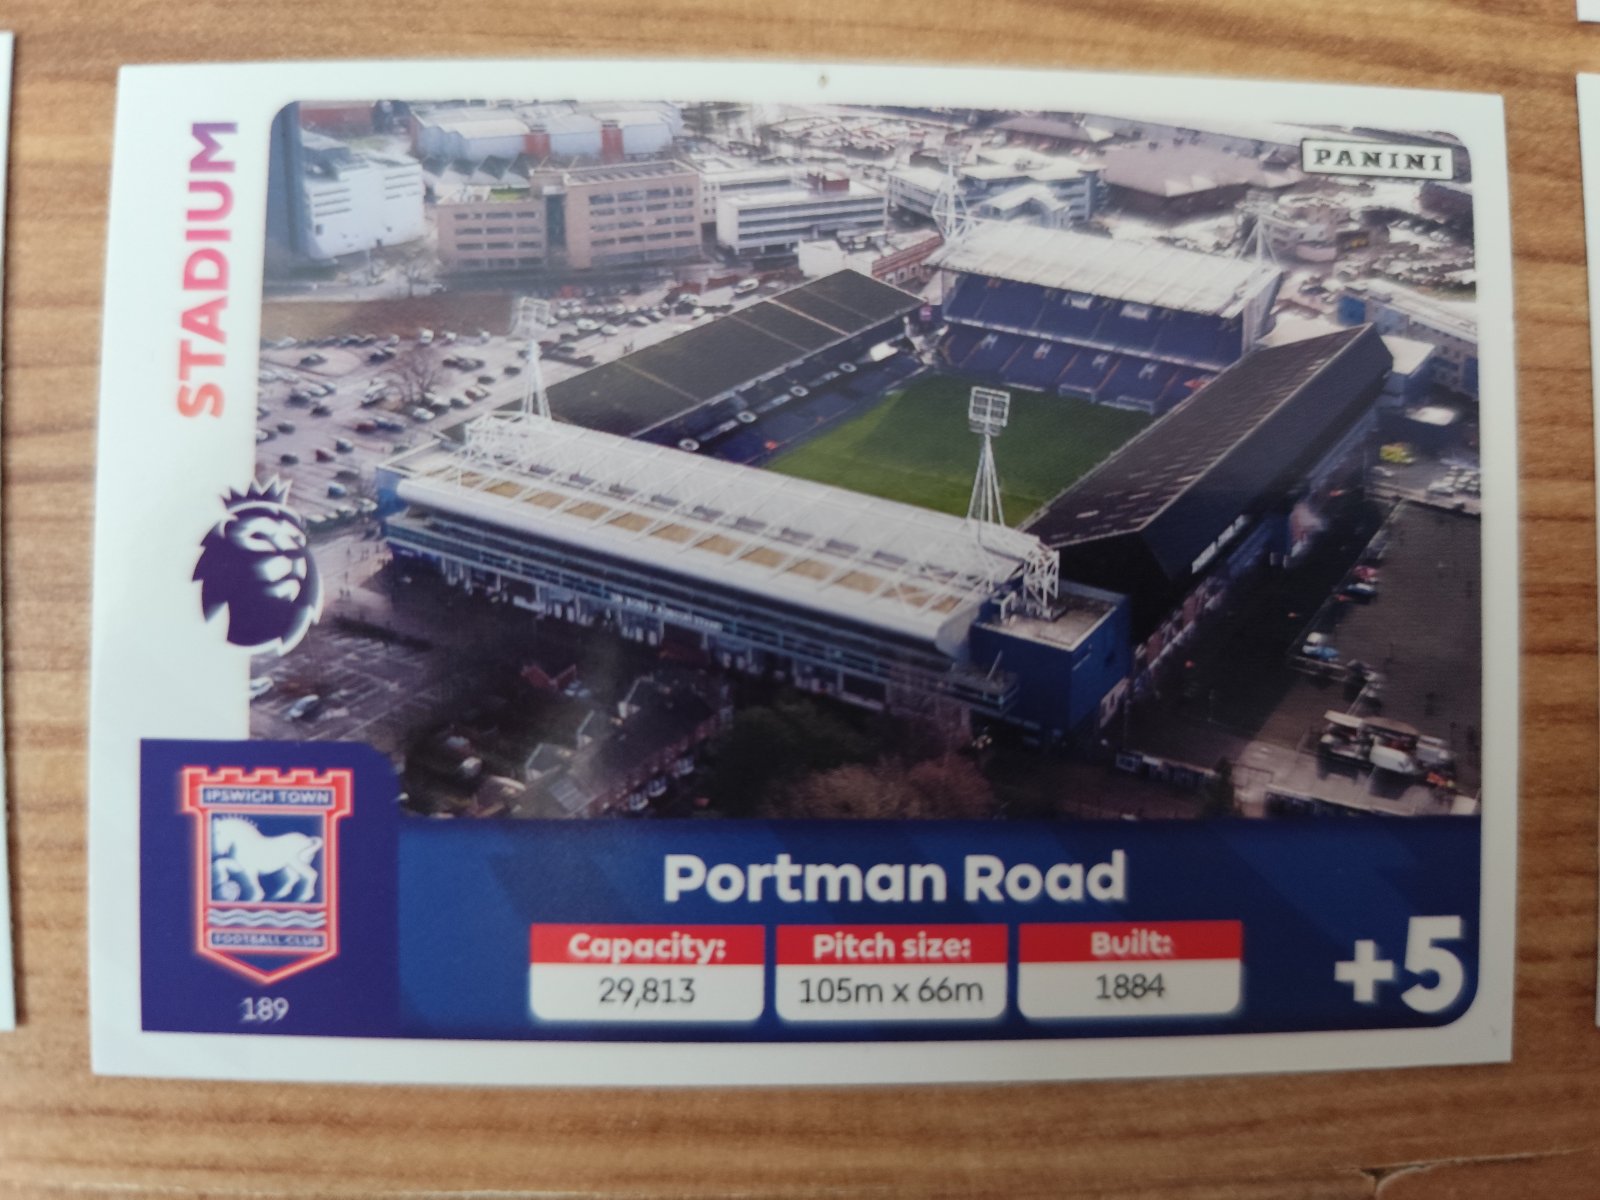 STADIUM
PANINI
IPSWICH TOWN
FOOTBALL CLUB
189
Portman Road
Capacity:
29,813
Pitch size:
105m x 66m
Built:
1884
+5